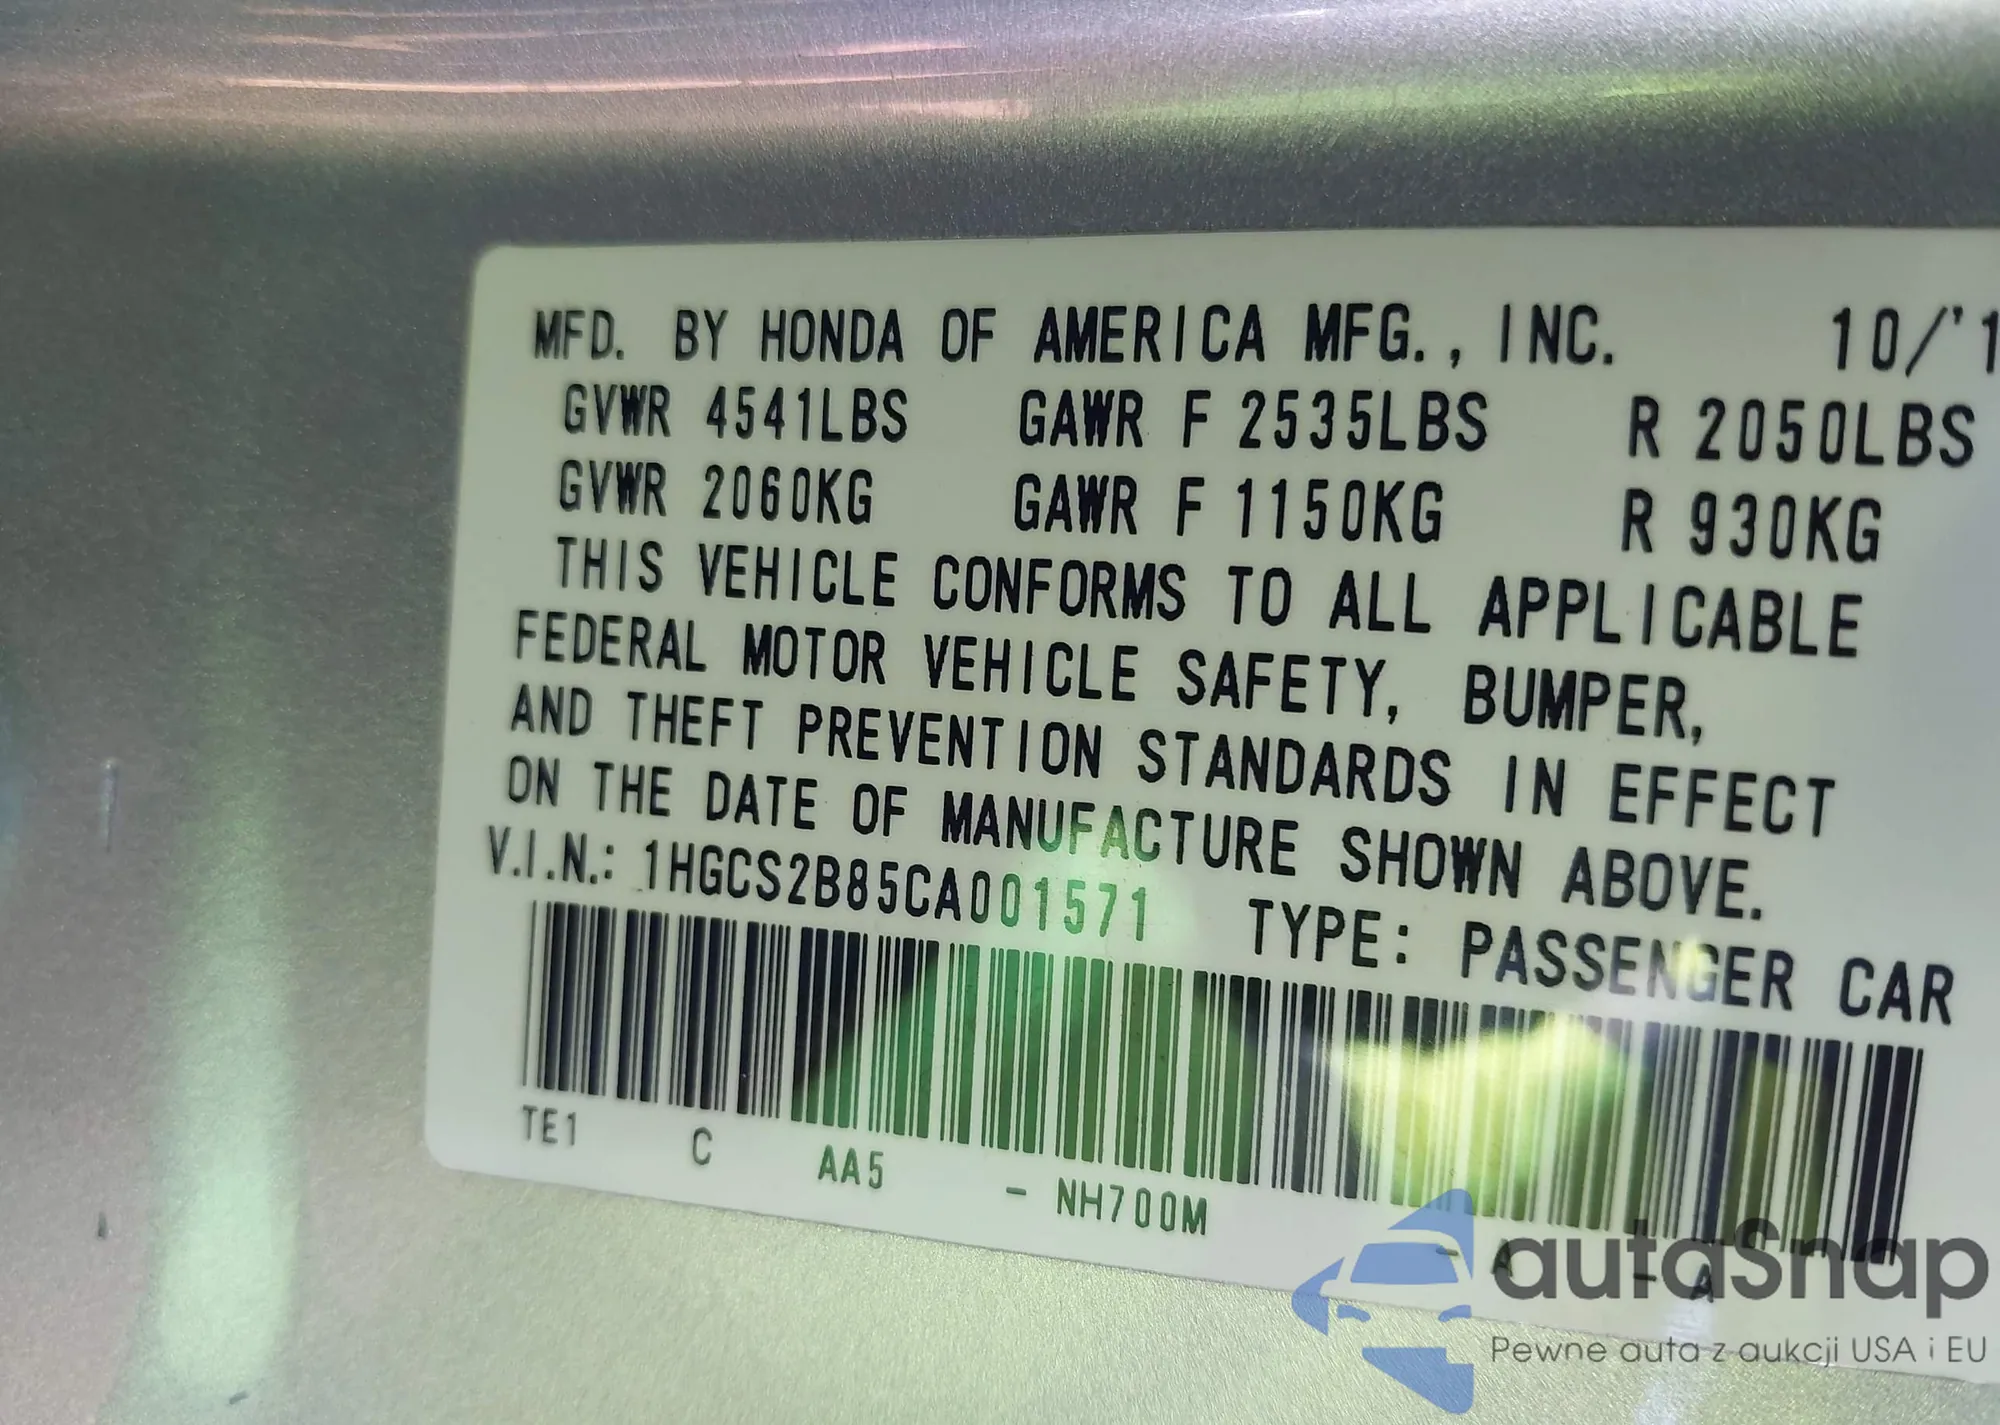 MFD. BY HONDA OF AMERICA MFG., INC. 10/'1
GVWR 4541LBS GAWR F 2535LBS R 2050LBS
GVWR 2060KG GAWR F 1150KG R 930KG
THIS VEHICLE CONFORMS TO ALL APPLICABLE
FEDERAL MOTOR VEHICLE SAFETY, BUMPER,
AND THEFT PREVENTION STANDARDS IN EFFECT
ON THE DATE OF MANUFACTURE SHOWN ABOVE.
V.I.N.: 1HGCS2B85CA001571 TYPE: PASSENGER CAR
TE1 C AA5 - NH700M - A - A
autaSnap
Pewne auta z aukcji USA i EU